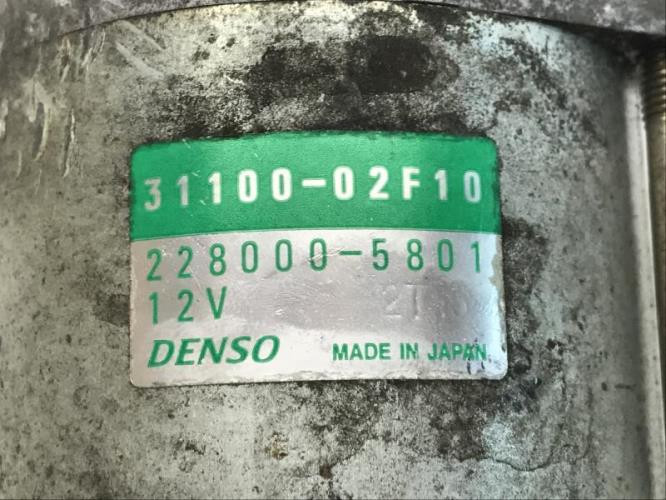 31100-02F10
228000-5801
12V
DENSO MADE IN JAPAN